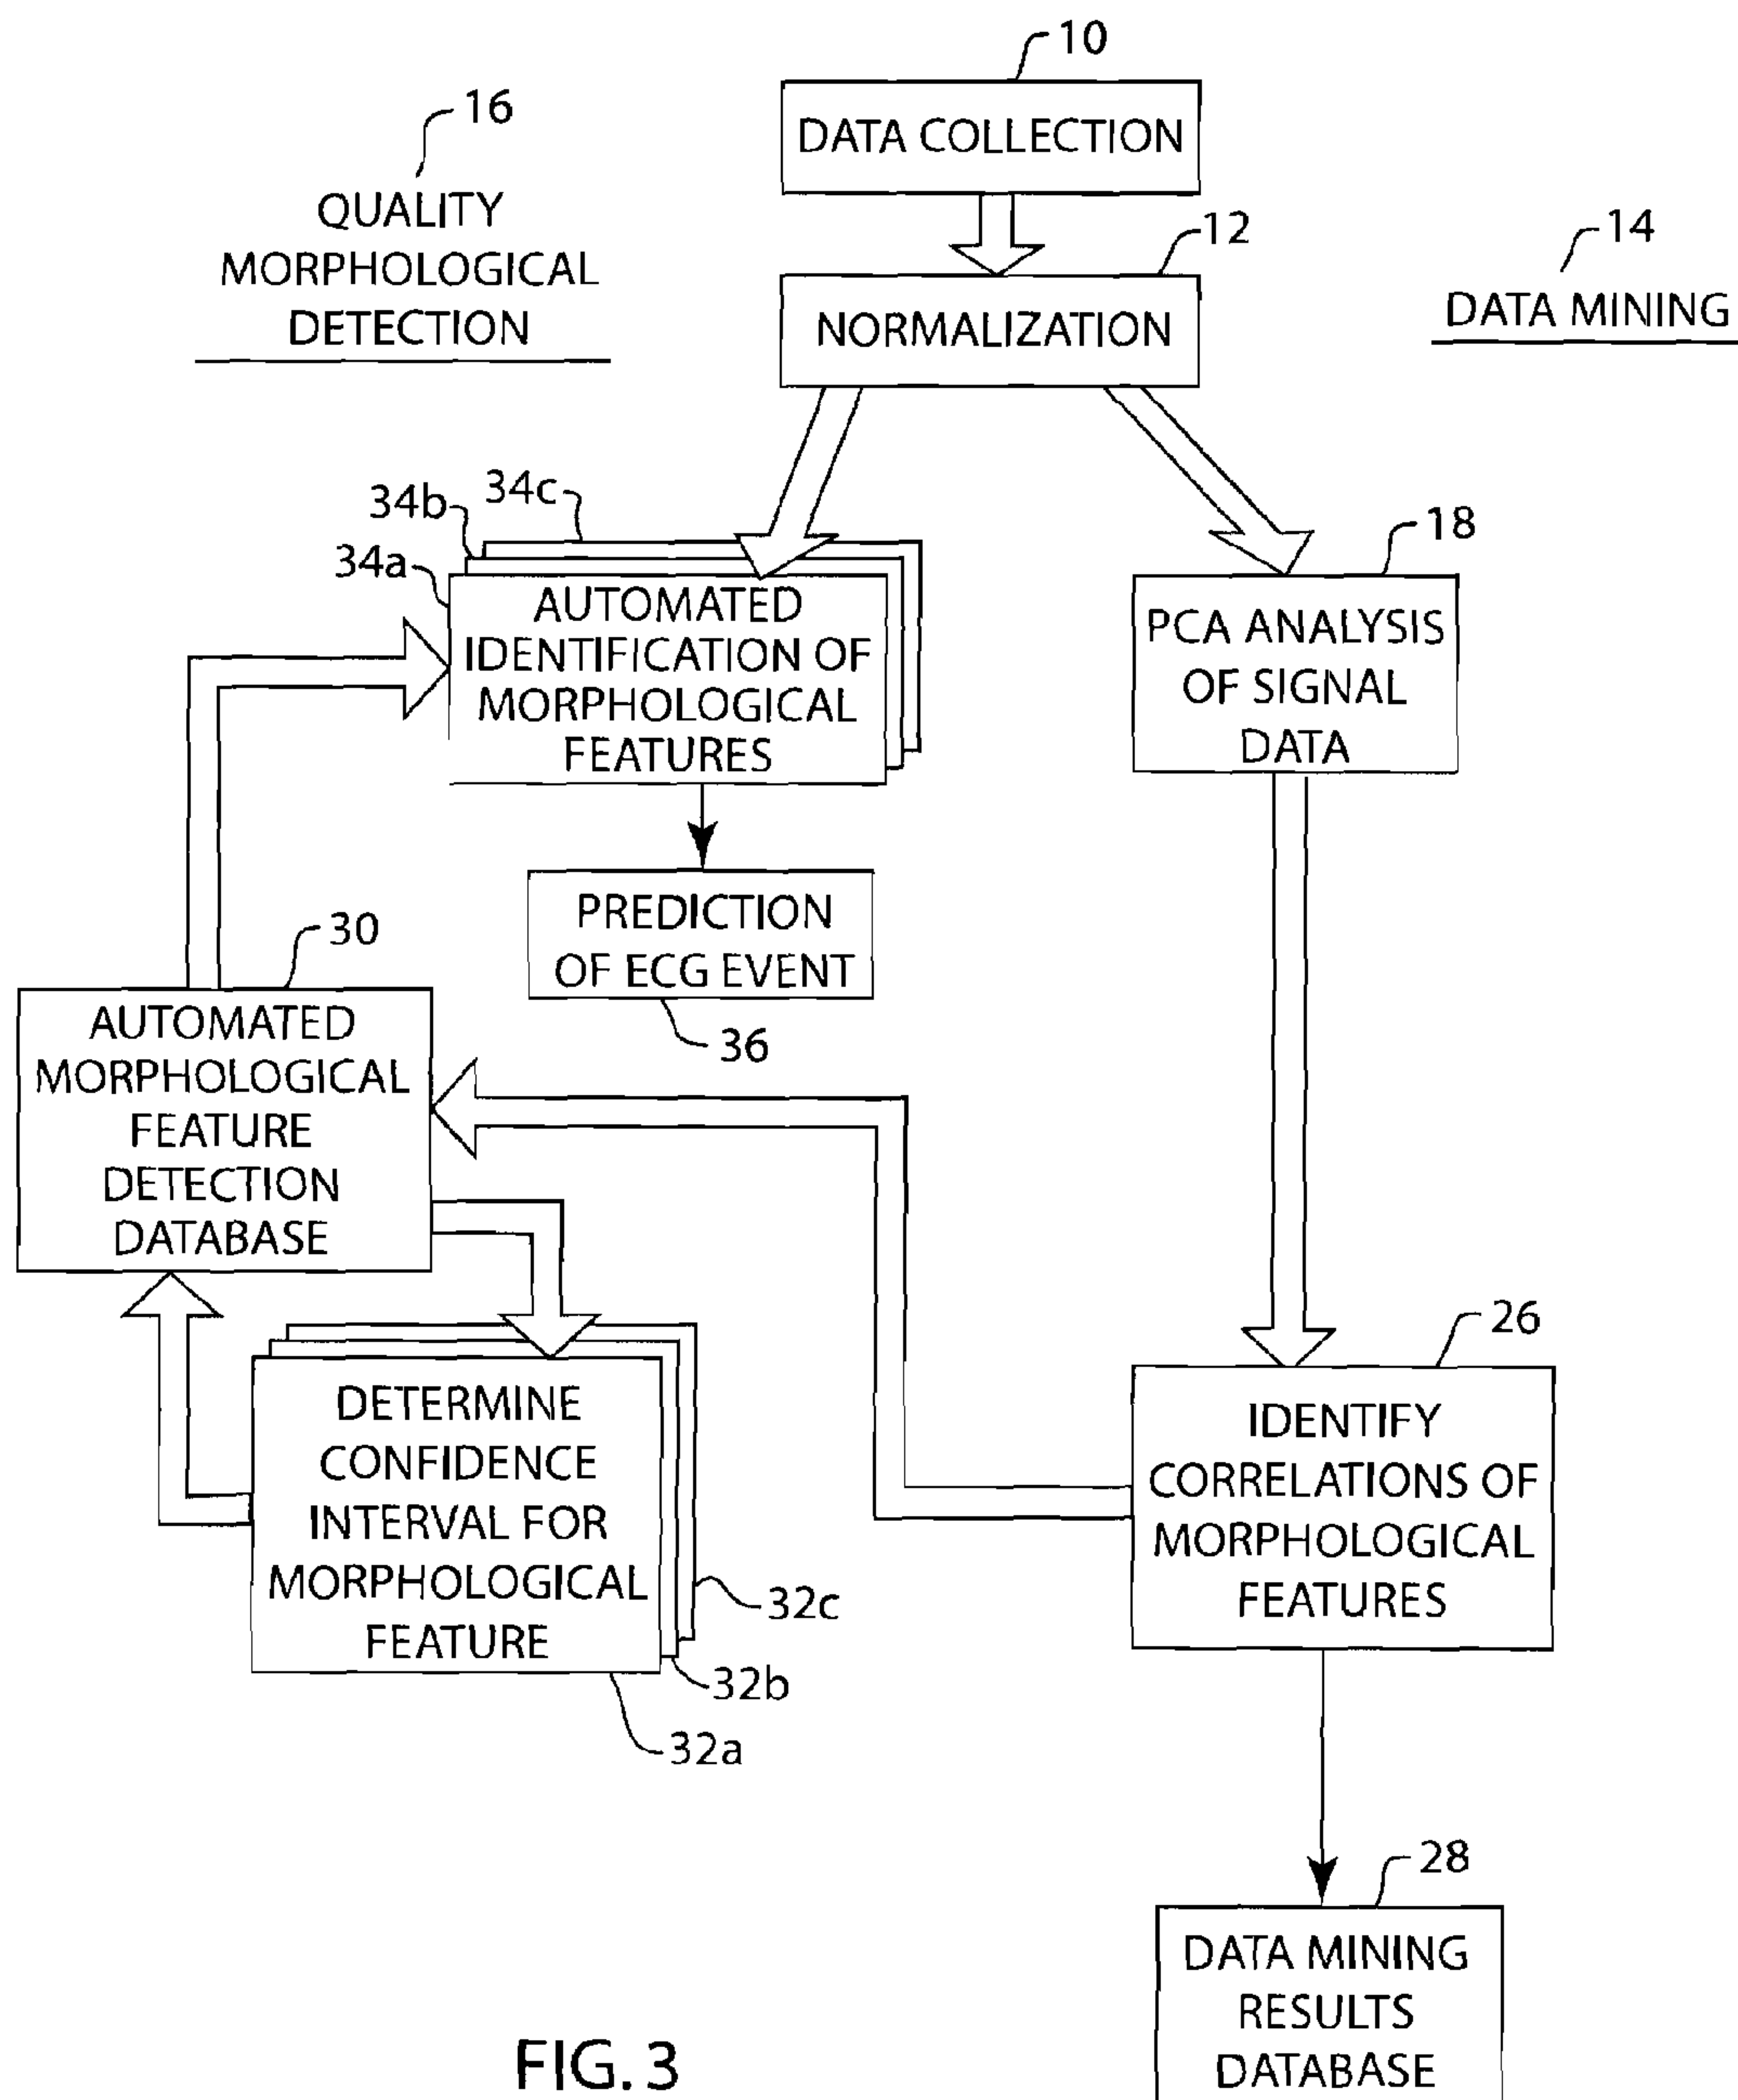 10
DATA COLLECTION
16
QUALITY
MORPHOLOGICAL
DETECTION
12
NORMALIZATION
14
DATA MINING
34c
34b
34a
AUTOMATED
IDENTIFICATION OF
MORPHOLOGICAL
FEATURES
18
PCA ANALYSIS
OF SIGNAL
DATA
PREDICTION
OF ECG EVENT
36
30
AUTOMATED
MORPHOLOGICAL
FEATURE
DETECTION
DATABASE
DETERMINE
CONFIDENCE
INTERVAL FOR
MORPHOLOGICAL
FEATURE
32c
32b
32a
26
IDENTIFY
CORRELATIONS OF
MORPHOLOGICAL
FEATURES
28
DATA MINING
RESULTS
DATABASE
FIG. 3